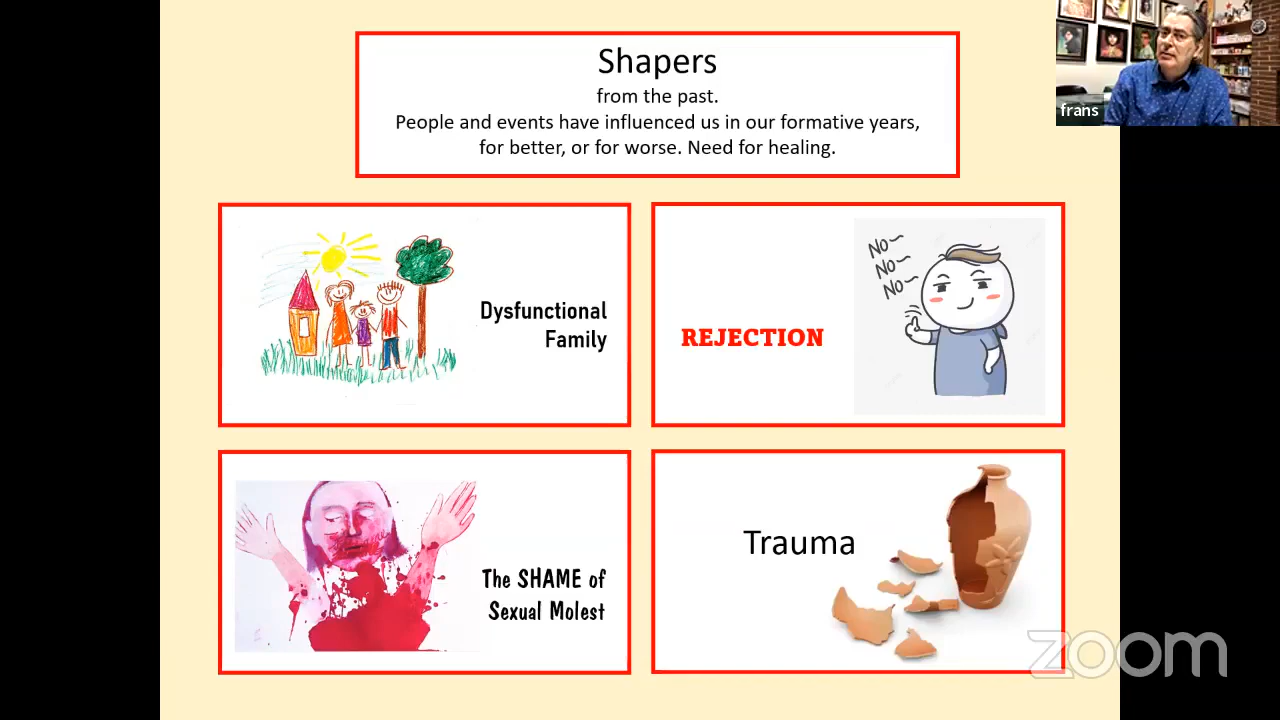 Shapers
from the past.
People and events have influenced us in our formative years,
for better, or for worse. Need for healing.
frans
Dysfunctional
Family
REJECTION
NO~
NO~
NO~
The SHAME of
Sexual Molest
Trauma
zoom